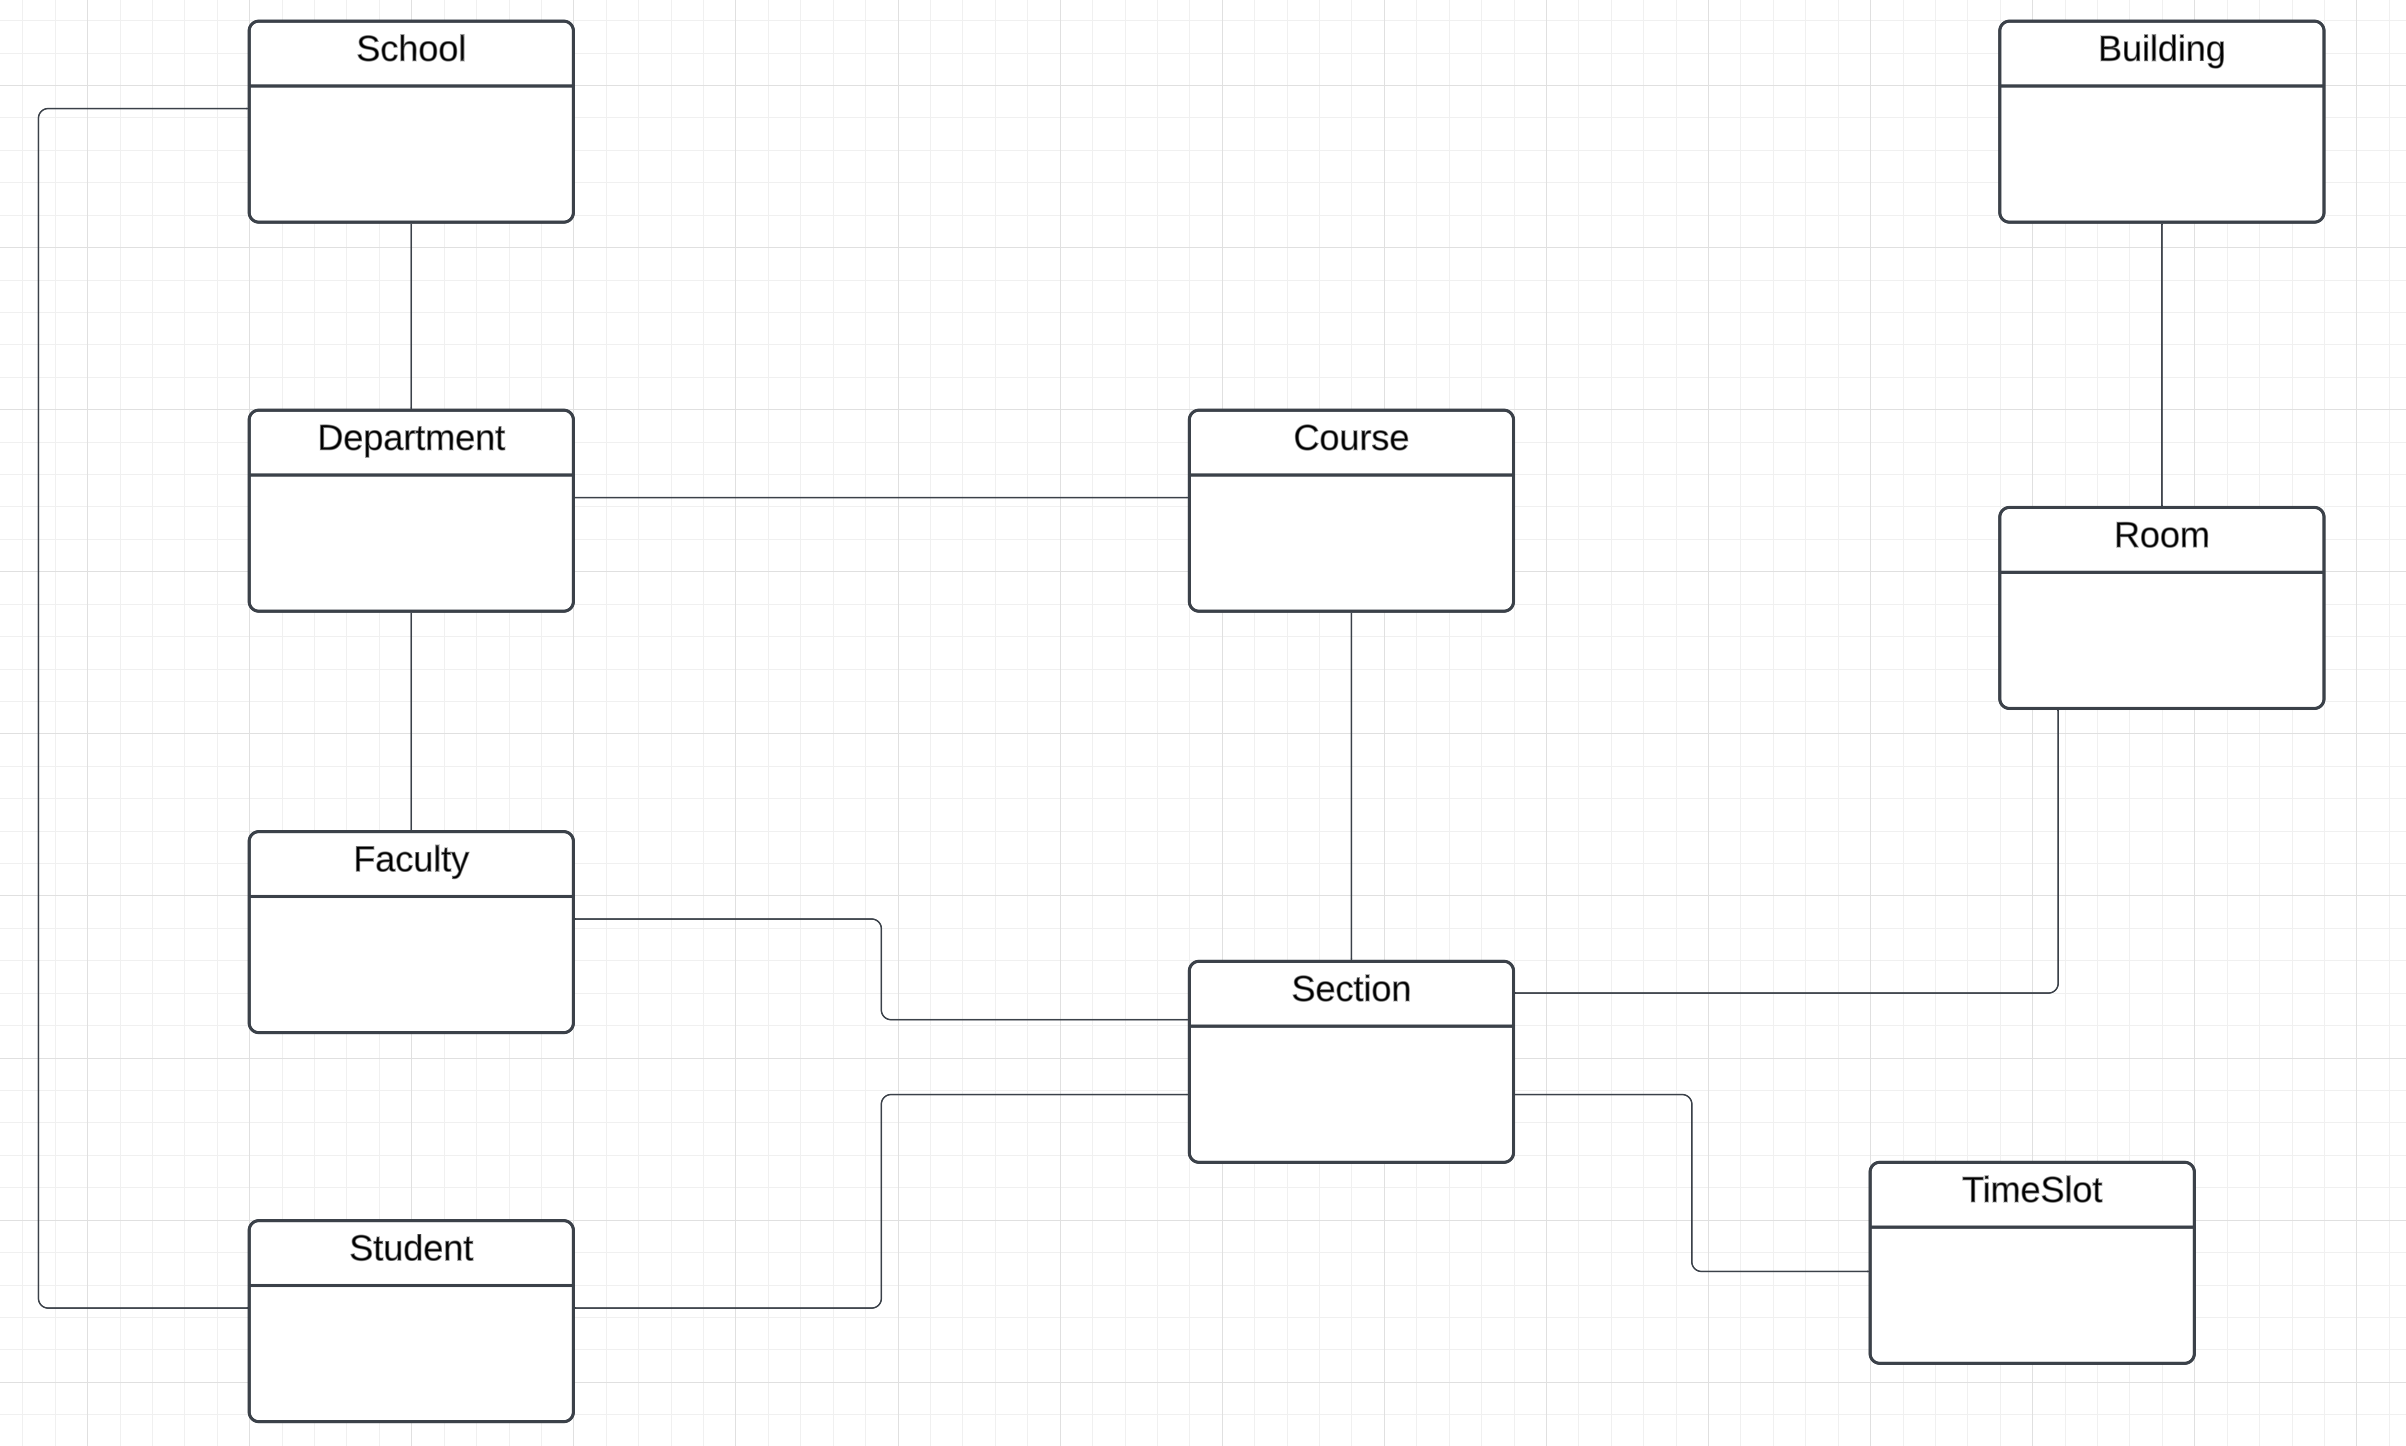 School
Building
Department
Course
Room
Faculty
Section
TimeSlot
Student